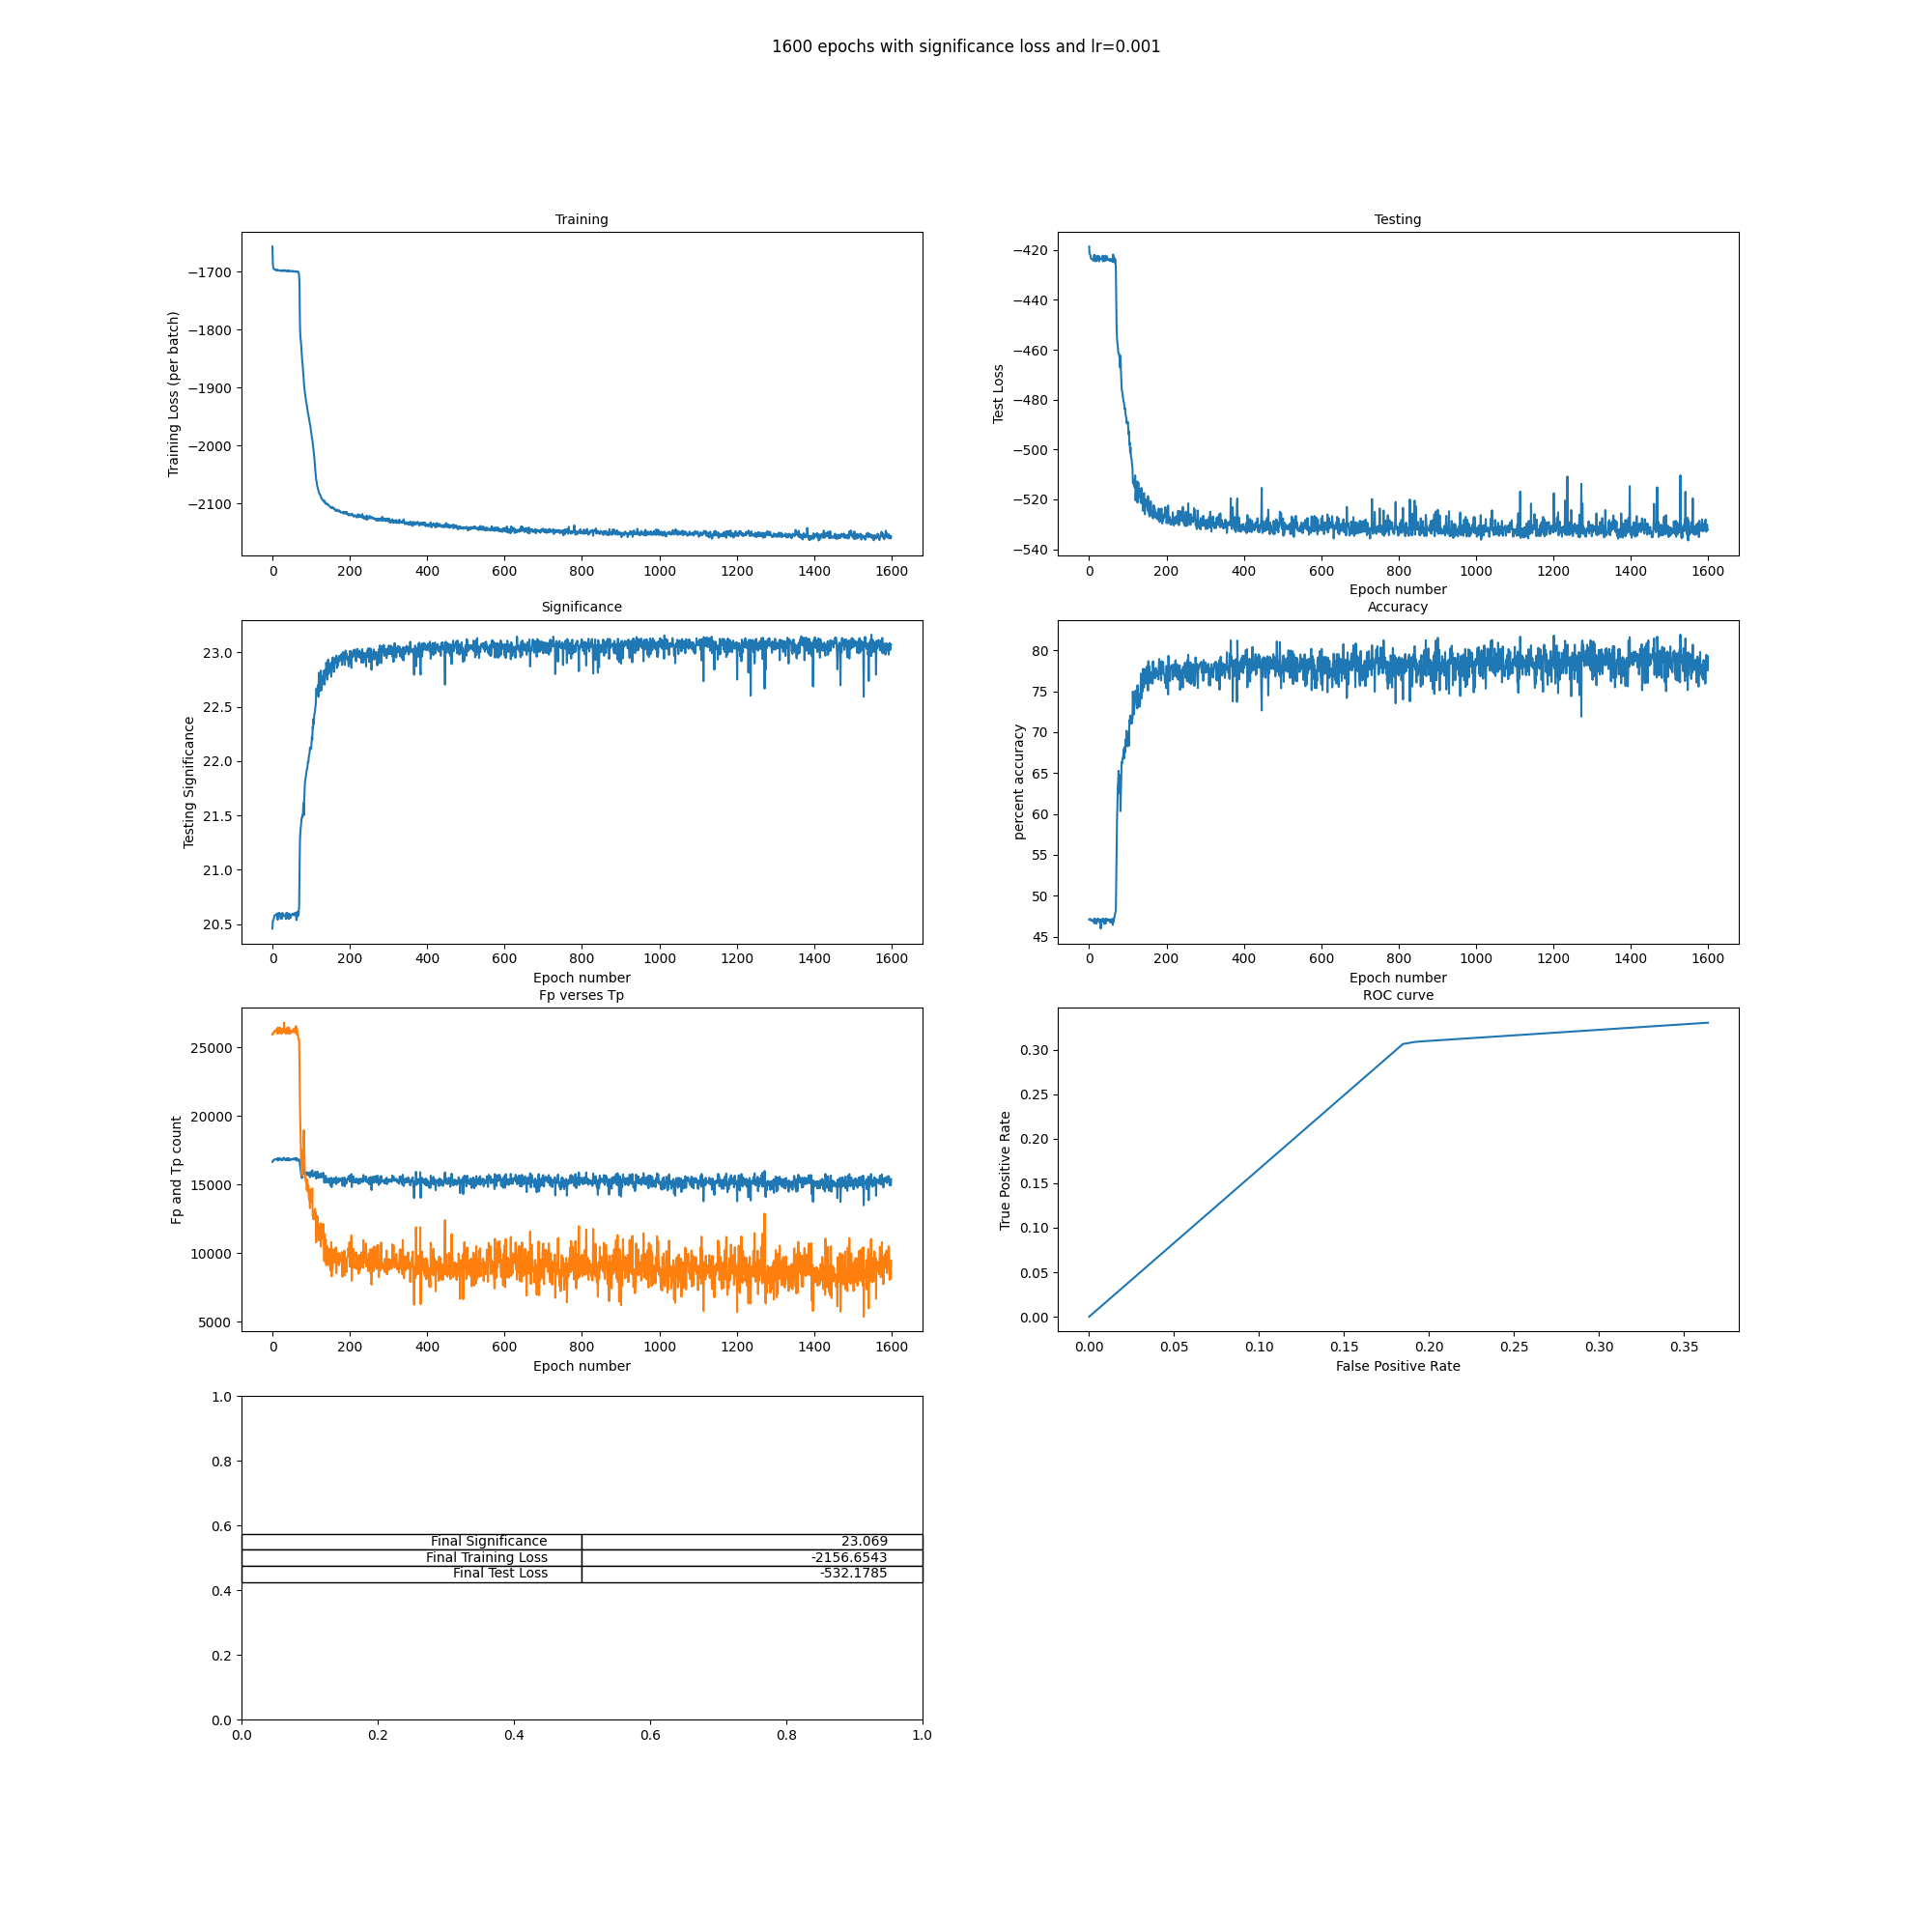 1600 epochs with significance loss and lr=0.001
Training
Training Loss (per batch)
−1700
−1800
−1900
−2000
−2100
0 200 400 600 800 1000 1200 1400 1600
Testing
Test Loss
−420
−440
−460
−480
−500
−520
−540
0 200 400 600 800 1000 1200 1400 1600
Epoch number
Significance
Testing Significance
23.0
22.5
22.0
21.5
21.0
20.5
0 200 400 600 800 1000 1200 1400 1600
Epoch number
Accuracy
percent accuracy
80
75
70
65
60
55
50
45
0 200 400 600 800 1000 1200 1400 1600
Epoch number
Fp verses Tp
Fp and Tp count
25000
20000
15000
10000
5000
0 200 400 600 800 1000 1200 1400 1600
Epoch number
ROC curve
True Positive Rate
0.30
0.25
0.20
0.15
0.10
0.05
0.00
0.00 0.05 0.10 0.15 0.20 0.25 0.30 0.35
False Positive Rate
1.0
0.8
0.6
Final Significance 23.069
Final Training Loss -2156.6543
Final Test Loss -532.1785
0.4
0.2
0.0
0.0 0.2 0.4 0.6 0.8 1.0